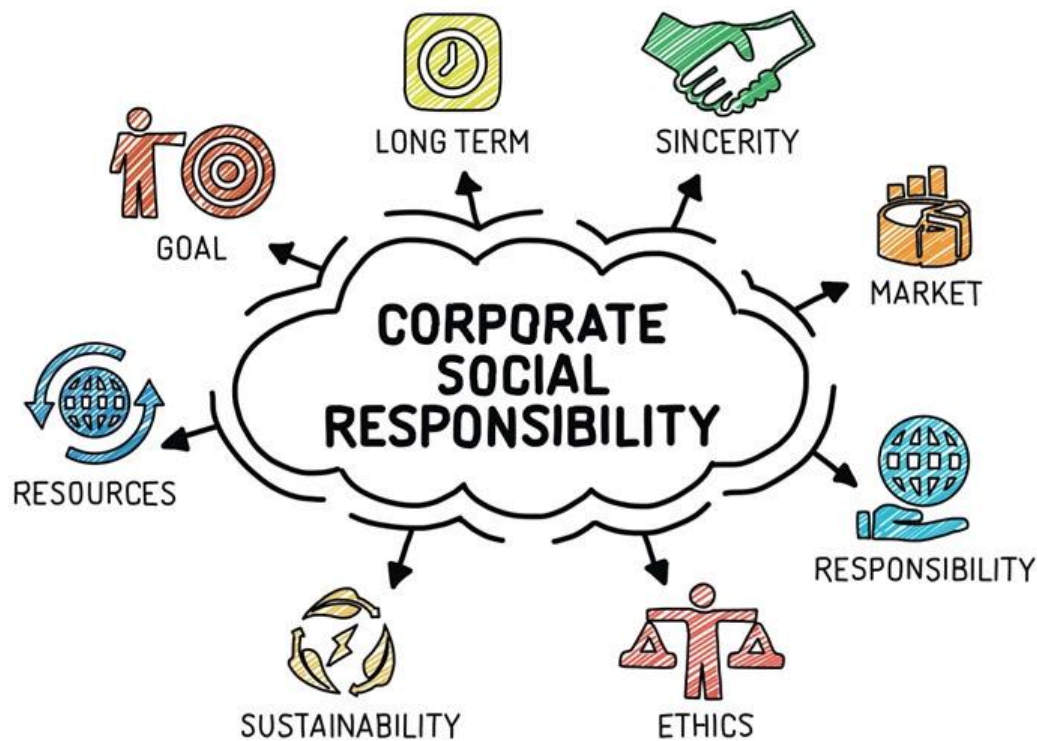 LONG TERM
SINCERITY
GOAL
MARKET
CORPORATE
SOCIAL
RESPONSIBILITY
RESOURCES
RESPONSIBILITY
SUSTAINABILITY
ETHICS